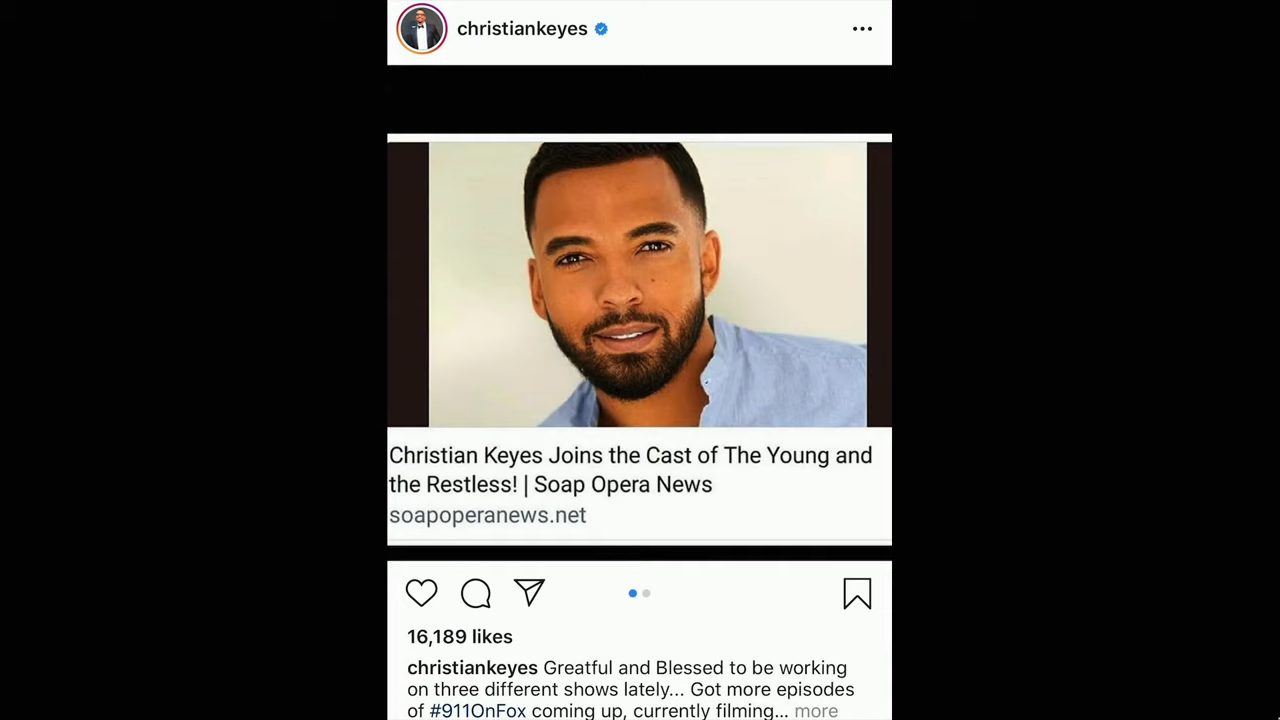 christiankeyes
Christian Keyes Joins the Cast of The Young and
the Restless! | Soap Opera News
soapoperanews.net
16,189 likes
christiankeyes Greatful and Blessed to be working
on three different shows lately... Got more episodes
of #911OnFox coming up, currently filming... more